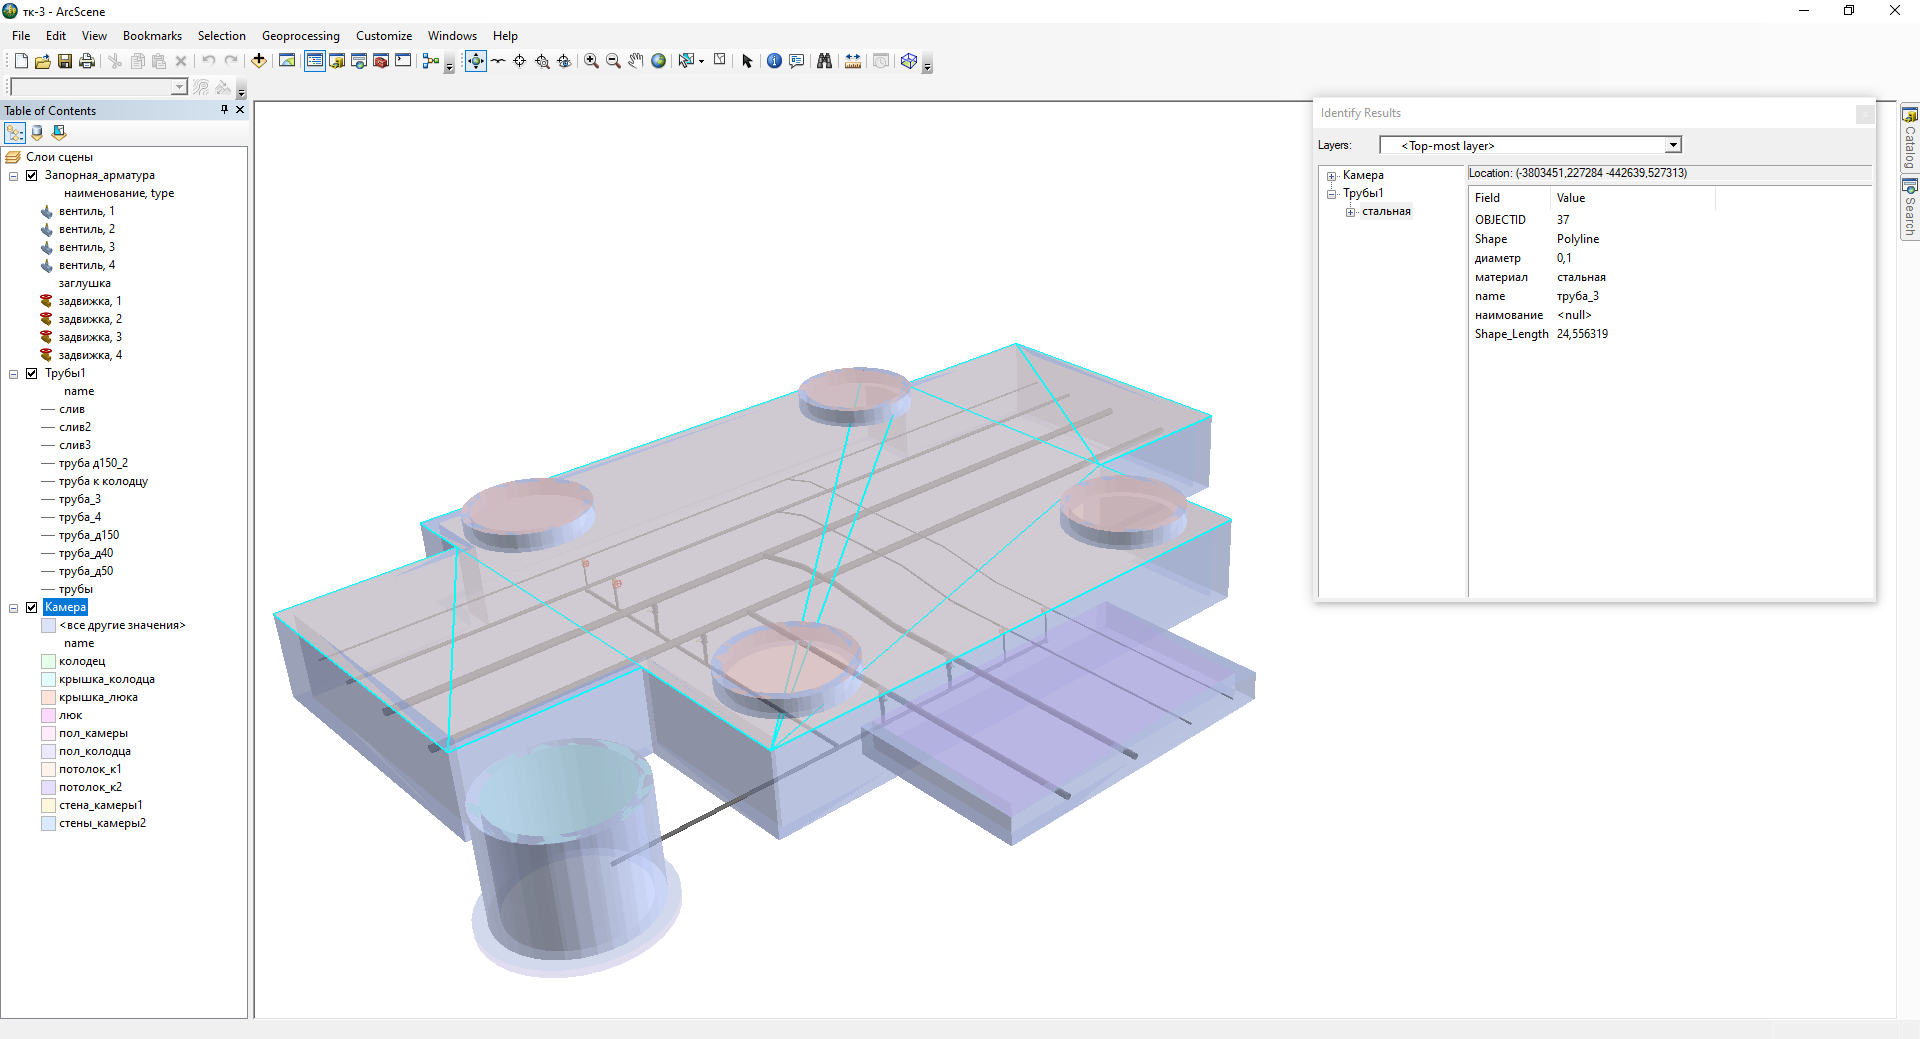 тк-3 - ArcScene
File Edit View Bookmarks Selection Geoprocessing Customize Windows Help
Table of Contents
Слои сцены
Запорная_арматура
наименование, type
вентиль, 1
вентиль, 2
вентиль, 3
вентиль, 4
заглушка
задвижка, 1
задвижка, 2
задвижка, 3
задвижка, 4
Трубы1
name
слив
слив2
слив3
труба д150_2
труба к колодцу
труба_3
труба_4
труба_д150
труба_д40
труба_д50
трубы
Камера
<все другие значения>
name
колодец
крышка_колодца
крышка_люка
люк
пол_камеры
пол_колодца
потолок_к1
потолок_к2
стена_камеры1
стены_камеры2
Identify Results
Layers: <Top-most layer>
Камера
Трубы1
стальная
Location: (-3803451,227284 -442639,527313)
Field Value
OBJECTID 37
Shape Polyline
диаметр 0,1
материал стальная
name труба_3
наимование <null>
Shape_Length 24,556319
Catalog
Search